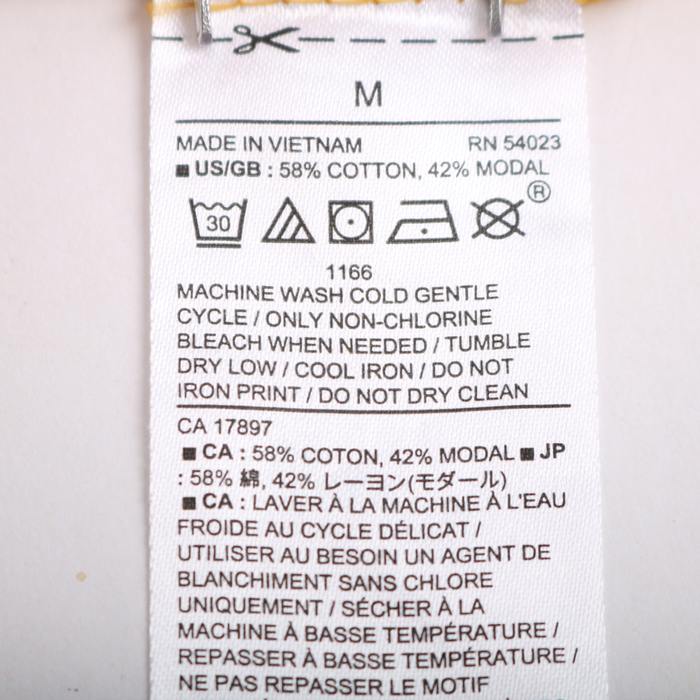 M
MADE IN VIETNAM RN 54023
■ US/GB : 58% COTTON, 42% MODAL
30 ®
1166
MACHINE WASH COLD GENTLE
CYCLE / ONLY NON-CHLORINE
BLEACH WHEN NEEDED / TUMBLE
DRY LOW / COOL IRON / DO NOT
IRON PRINT / DO NOT DRY CLEAN
CA 17897
■ CA : 58% COTON, 42% MODAL ■ JP
: 58% 綿, 42% レーヨン(モダール)
■ CA : LAVER À LA MACHINE À L'EAU
FROIDE AU CYCLE DÉLICAT /
UTILISER AU BESOIN UN AGENT DE
BLANCHIMENT SANS CHLORE
UNIQUEMENT / SÉCHER À LA
MACHINE À BASSE TEMPÉRATURE /
REPASSER À BASSE TEMPÉRATURE /
NE PAS REPASSER LE MOTIF